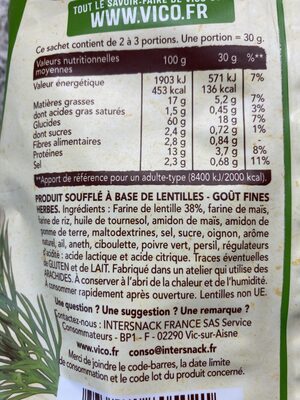 TOUT LE SAVOIR-FAIRE DE VICO
WWW.VICO.FR
Ce sachet contient de 2 à 3 portions. Une portion = 30 g.
Valeurs nutritionnelles moyennes 100 g 30 g %**
Valeur énergétique 1903 kJ 571 kJ 7%
453 kcal 136 kcal
Matières grasses 17 g 5,2 g 7%
dont acides gras saturés 1,5 g 0,45 g 3%
Glucides 60 g 18 g 7%
dont sucres 2,4 g 0,72 g 1%
Fibres alimentaires 2,8 g 0,84 g
Protéines 13 g 3,7 g 8%
Sel 2,3 g 0,68 g 11%
**Apport de référence pour un adulte-type (8400 kJ/2000 kcal).
PRODUIT SOUFFLÉ À BASE DE LENTILLES - GOÛT FINES
HERBES. Ingrédients : Farine de lentille 38%, farine de maïs,
farine de riz, huile de tournesol, amidon de maïs, amidon de
pomme de terre, maltodextrines, sel, sucre, oignon, arôme
naturel, ail, aneth, ciboulette, poivre vert, persil, régulateurs
d'acidité : acide lactique et acide citrique. Traces éventuelles
de GLUTEN et de LAIT. Fabriqué dans un atelier qui utilise des
ARACHIDES. À conserver à l'abri de la chaleur et de l'humidité.
À consommer rapidement après ouverture. Lentilles non UE.
Une question ? Une suggestion ? Une remarque ?
Contactez-nous : INTERSNACK FRANCE SAS Service
Consommateurs - BP1 - F - 02290 Vic-sur-Aisne
www.vico.fr conso@intersnack.fr
Merci de joindre le code-barres, la date limite
de consommation et le code lot du produit concerné.